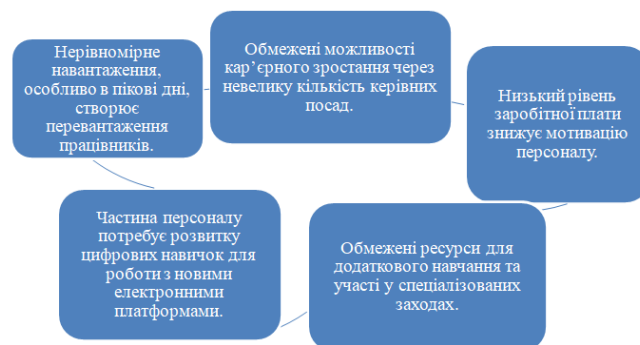 Нерівномірне
навантаження,
особливо в пікові дні,
створює
перевантаження
працівників.
Обмежені можливості
кар’єрного зростання через
невелику кількість керівних
посад.
Низький рівень
заробітної плати
знижує мотивацію
персоналу.
Обмежені ресурси для
додаткового навчання та
участі у спеціалізованих
заходах.
Частина персоналу
потребує розвитку
цифрових навичок для
роботи з новими
електронними
платформами.